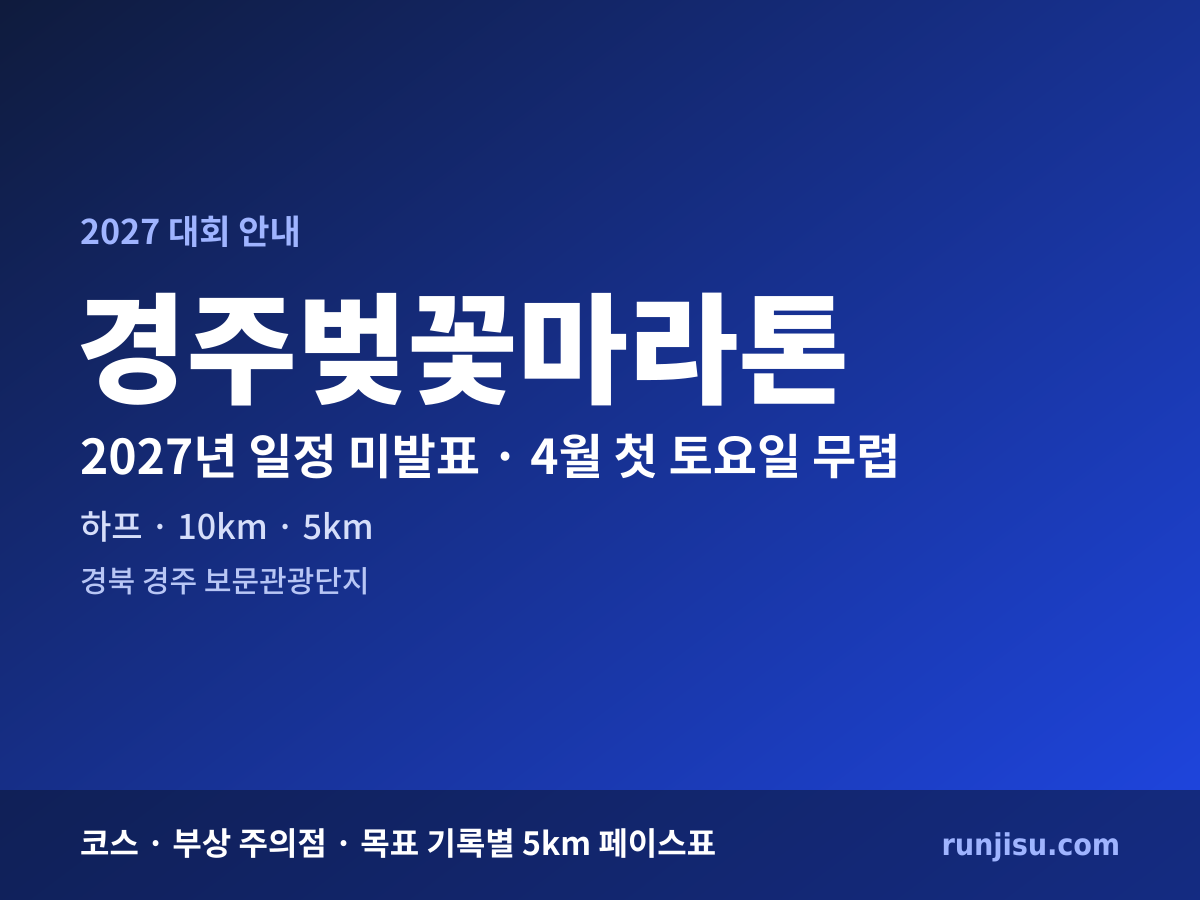 2027 대회 안내
경주벚꽃마라톤
2027년 일정 미발표 · 4월 첫 토요일 무렵
하프 · 10km · 5km
경북 경주 보문관광단지
코스 · 부상 주의점 · 목표 기록별 5km 페이스표
runjisu.com